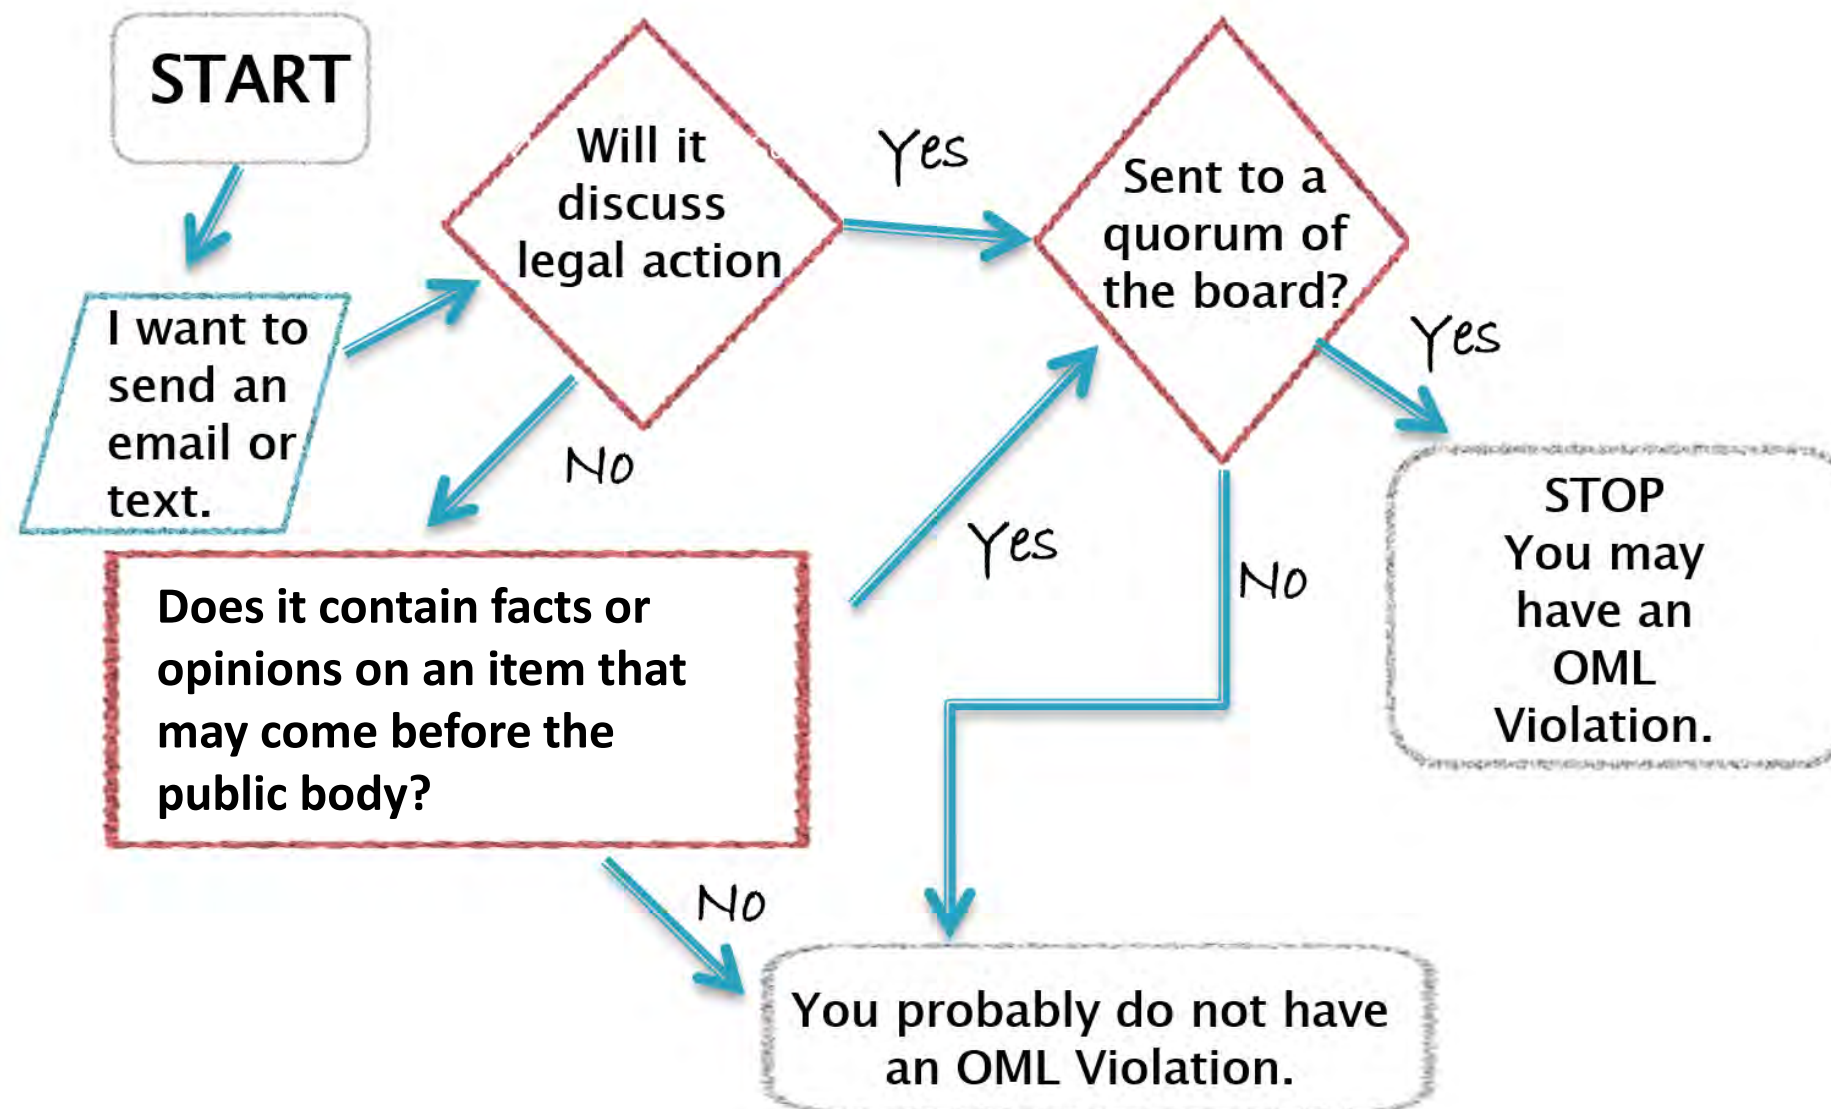 START
I want to
send an
email or
text.
Will it
discuss
legal action
Yes
No
Sent to a
quorum of
the board?
Yes
No
STOP
You may
have an
OML
Violation.
Does it contain facts or
opinions on an item that
may come before the
public body?
Yes
No
You probably do not have
an OML Violation.